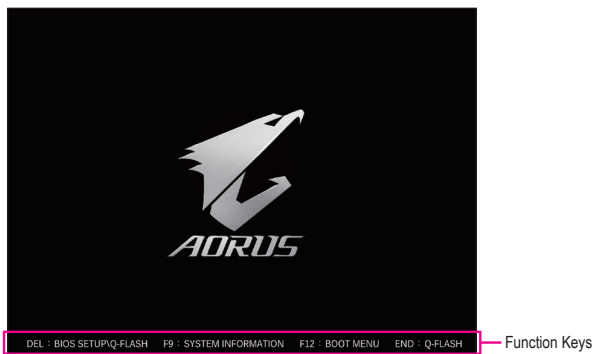 AORUS
DEL : BIOS SETUP\Q-FLASH F9 : SYSTEM INFORMATION F12 : BOOT MENU END : Q-FLASH
Function Keys